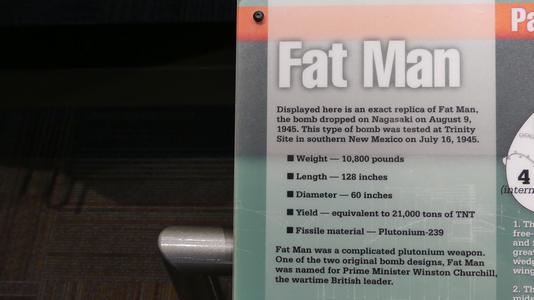 Fat Man
Displayed here is an exact replica of Fat Man,
the bomb dropped on Nagasaki on August 9,
1945. This type of bomb was tested at Trinity
Site in southern New Mexico on July 16, 1945.
■ Weight — 10,800 pounds
■ Length — 128 inches
■ Diameter — 60 inches
■ Yield — equivalent to 21,000 tons of TNT
■ Fissile material — Plutonium-239
Fat Man was a complicated plutonium weapon.
One of the two original bomb designs, Fat Man
was named for Prime Minister Winston Churchill,
the wartime British leader.
4
1. Th
2. Th